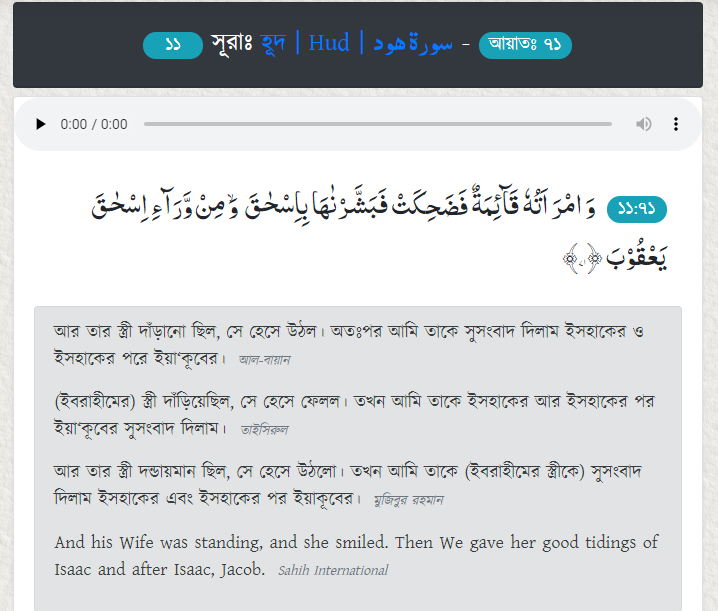 ১১ সূরাঃ হূদ | Hud | سورة هود - আয়াতঃ ৭১
0:00 / 0:00
১১:৭১ وَ امْرَاَتُهٗ قَآئِمَةٌ فَضَحِكَتْ فَبَشَّرْنٰهَا بِاِسْحٰقَ ۙ وَ مِنْ وَّرَآءِ اِسْحٰقَ
یَعْقُوْبَ ﴿۷۱﴾
আর তার স্ত্রী দাঁড়ানো ছিল, সে হেসে উঠল। অতঃপর আমি তাকে সুসংবাদ দিলাম ইসহাকের ও
ইসহাকের পরে ইয়া‘কূবের। আল-বায়ান
(ইবরাহীমের) স্ত্রী দাঁড়িয়েছিল, সে হেসে ফেলল। তখন আমি তাকে ইসহাকের আর ইসহাকের পর
ইয়া‘কূবের সুসংবাদ দিলাম। তাইসিরুল
আর তার স্ত্রী দন্ডায়মান ছিল, সে হেসে উঠলো। তখন আমি তাকে (ইবরাহীমের স্ত্রীকে) সুসংবাদ
দিলাম ইসহাকের এবং ইসহাকের পর ইয়াকূবের। মুজিবুর রহমান
And his Wife was standing, and she smiled. Then We gave her good tidings of
Isaac and after Isaac, Jacob. Sahih International